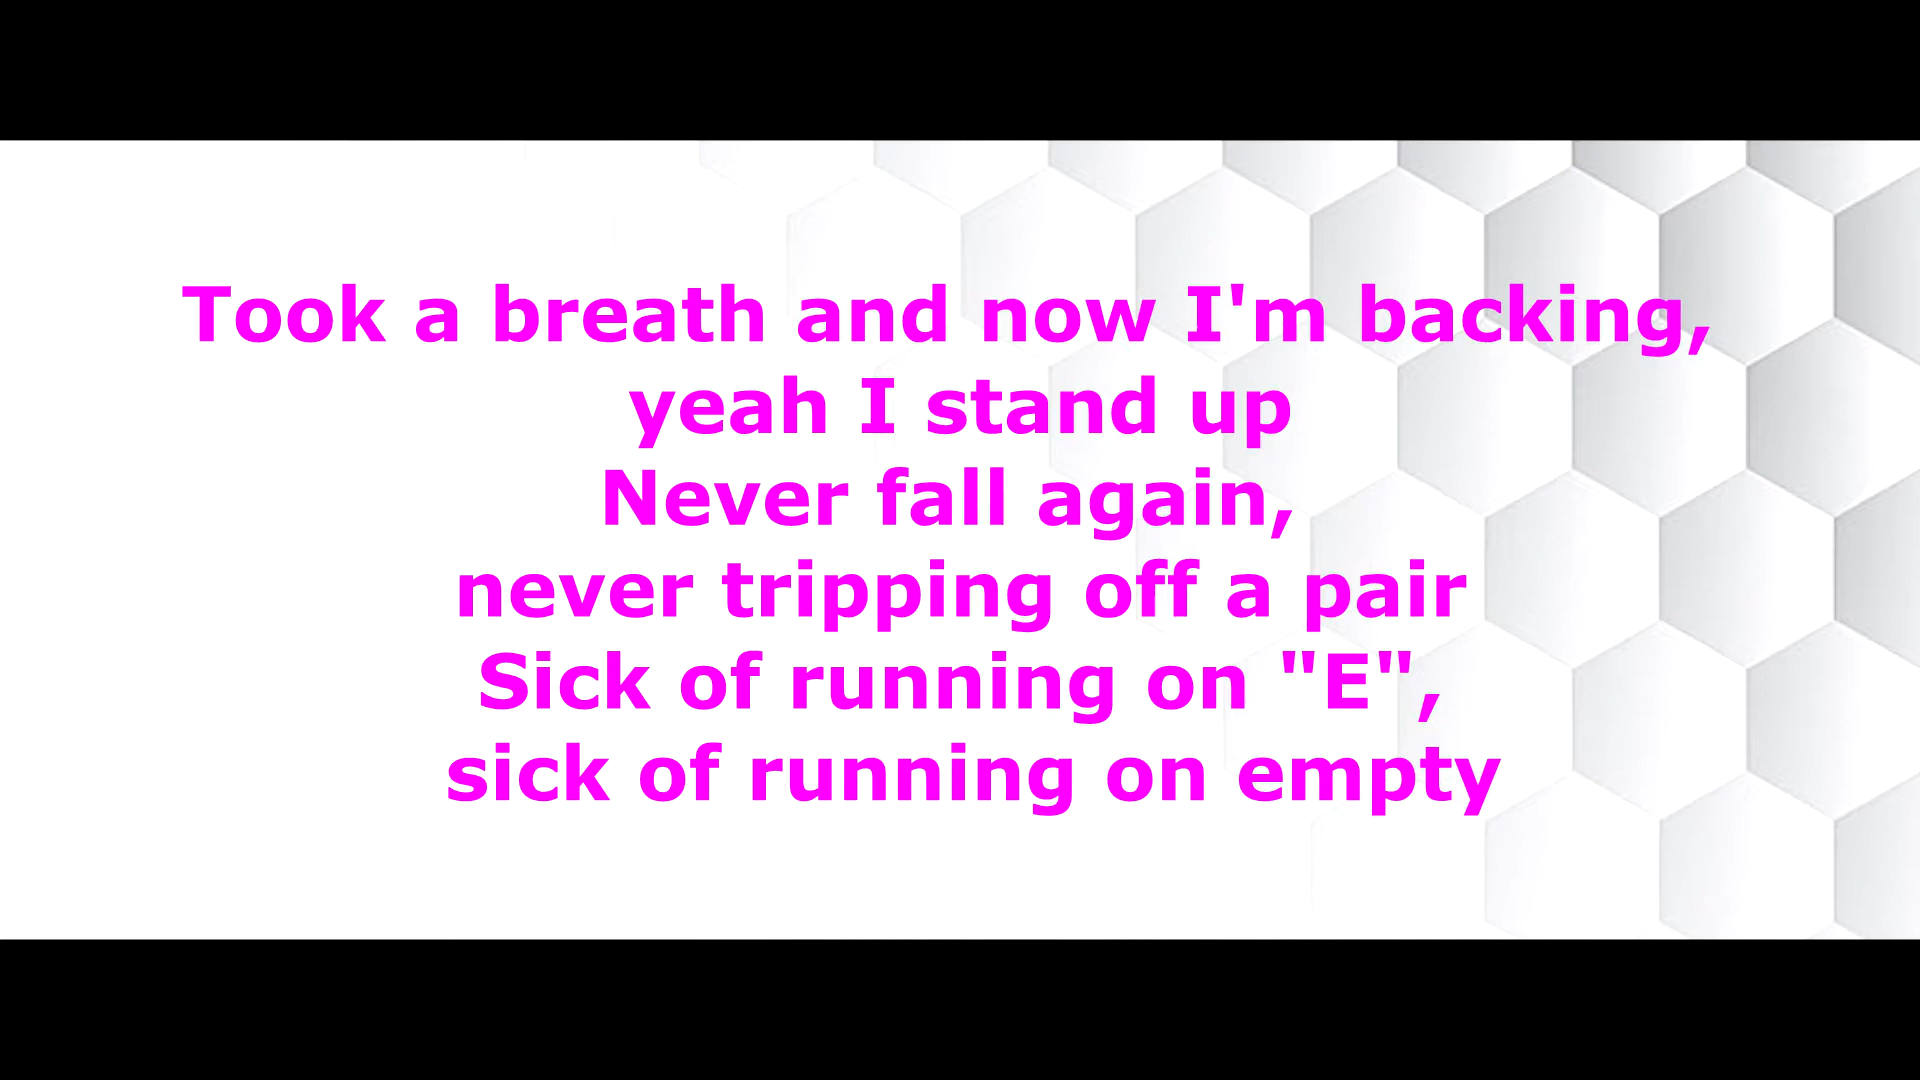 Took a breath and now I'm backing,
yeah I stand up
Never fall again,
never tripping off a pair
Sick of running on "E",
sick of running on empty